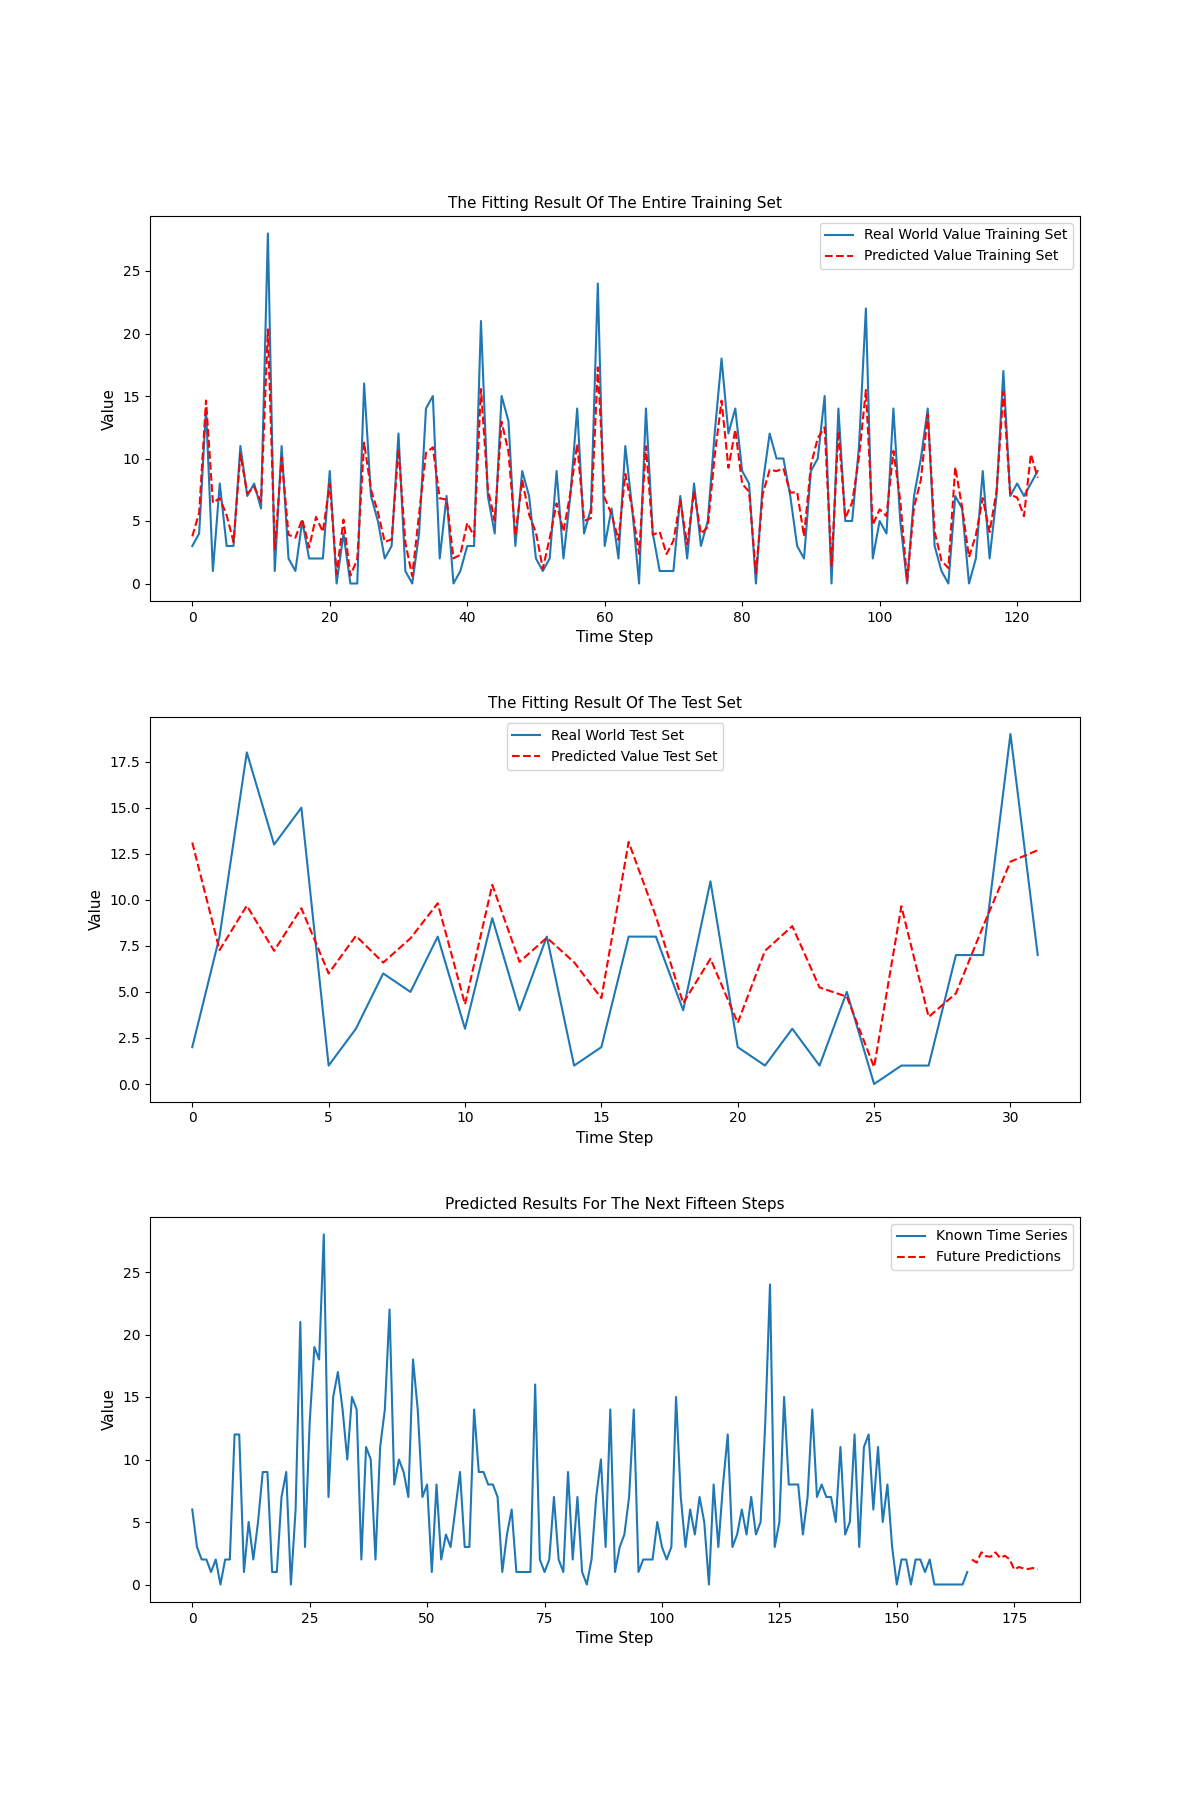 The Fitting Result Of The Entire Training Set
Real World Value Training Set
Predicted Value Training Set
Value
25
20
15
10
5
0
0 20 40 60 80 100 120
Time Step
The Fitting Result Of The Test Set
Real World Test Set
Predicted Value Test Set
Value
17.5
15.0
12.5
10.0
7.5
5.0
2.5
0.0
0 5 10 15 20 25 30
Time Step
Predicted Results For The Next Fifteen Steps
Known Time Series
Future Predictions
Value
25
20
15
10
5
0
0 25 50 75 100 125 150 175
Time Step